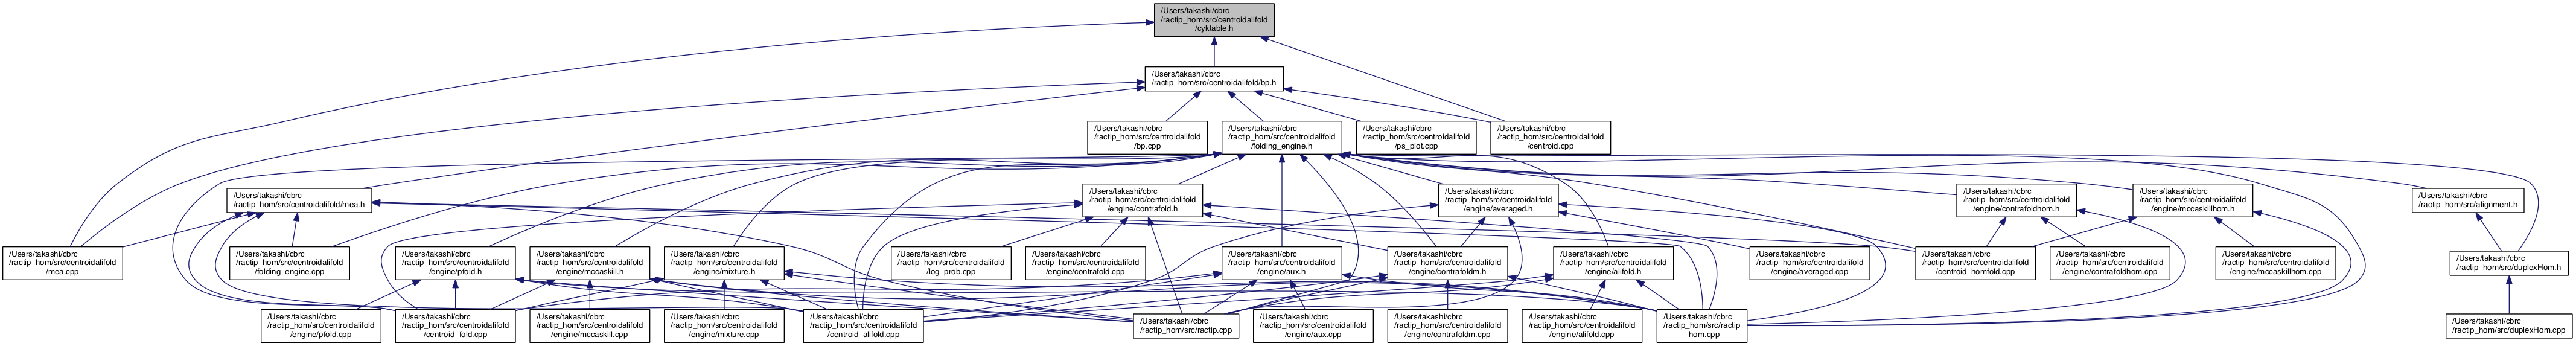 /Users/takashi/cbrc
/ractip_hom/src/centroidalifold
/cyktable.h
/Users/takashi/cbrc
/ractip_hom/src/centroidalifold/bp.h
/Users/takashi/cbrc
/ractip_hom/src/centroidalifold
/bp.cpp
/Users/takashi/cbrc
/ractip_hom/src/centroidalifold
/folding_engine.h
/Users/takashi/cbrc
/ractip_hom/src/centroidalifold
/ps_plot.cpp
/Users/takashi/cbrc
/ractip_hom/src/centroidalifold
/centroid.cpp
/Users/takashi/cbrc
/ractip_hom/src/centroidalifold/mea.h
/Users/takashi/cbrc
/ractip_hom/src/centroidalifold
/engine/contrafold.h
/Users/takashi/cbrc
/ractip_hom/src/centroidalifold
/engine/averaged.h
/Users/takashi/cbrc
/ractip_hom/src/centroidalifold
/engine/contrafoldhom.h
/Users/takashi/cbrc
/ractip_hom/src/centroidalifold
/engine/mccaskillhom.h
/Users/takashi/cbrc
/ractip_hom/src/alignment.h
/Users/takashi/cbrc
/ractip_hom/src/centroidalifold
/mea.cpp
/Users/takashi/cbrc
/ractip_hom/src/centroidalifold
/folding_engine.cpp
/Users/takashi/cbrc
/ractip_hom/src/centroidalifold
/engine/pfold.h
/Users/takashi/cbrc
/ractip_hom/src/centroidalifold
/engine/mccaskill.h
/Users/takashi/cbrc
/ractip_hom/src/centroidalifold
/engine/mixture.h
/Users/takashi/cbrc
/ractip_hom/src/centroidalifold
/log_prob.cpp
/Users/takashi/cbrc
/ractip_hom/src/centroidalifold
/engine/contrafold.cpp
/Users/takashi/cbrc
/ractip_hom/src/centroidalifold
/engine/aux.h
/Users/takashi/cbrc
/ractip_hom/src/centroidalifold
/engine/contrafoldm.h
/Users/takashi/cbrc
/ractip_hom/src/centroidalifold
/engine/alifold.h
/Users/takashi/cbrc
/ractip_hom/src/centroidalifold
/engine/averaged.cpp
/Users/takashi/cbrc
/ractip_hom/src/centroidalifold
/centroid_homfold.cpp
/Users/takashi/cbrc
/ractip_hom/src/centroidalifold
/engine/contrafoldhom.cpp
/Users/takashi/cbrc
/ractip_hom/src/centroidalifold
/engine/mccaskillhom.cpp
/Users/takashi/cbrc
/ractip_hom/src/duplexHom.h
/Users/takashi/cbrc
/ractip_hom/src/centroidalifold
/engine/pfold.cpp
/Users/takashi/cbrc
/ractip_hom/src/centroidalifold
/centroid_fold.cpp
/Users/takashi/cbrc
/ractip_hom/src/centroidalifold
/engine/mccaskill.cpp
/Users/takashi/cbrc
/ractip_hom/src/centroidalifold
/engine/mixture.cpp
/Users/takashi/cbrc
/ractip_hom/src/centroidalifold
/centroid_alifold.cpp
/Users/takashi/cbrc
/ractip_hom/src/ractip.cpp
/Users/takashi/cbrc
/ractip_hom/src/centroidalifold
/engine/aux.cpp
/Users/takashi/cbrc
/ractip_hom/src/centroidalifold
/engine/contrafoldm.cpp
/Users/takashi/cbrc
/ractip_hom/src/centroidalifold
/engine/alifold.cpp
/Users/takashi/cbrc
/ractip_hom/src/ractip
_hom.cpp
/Users/takashi/cbrc
/ractip_hom/src/duplexHom.cpp